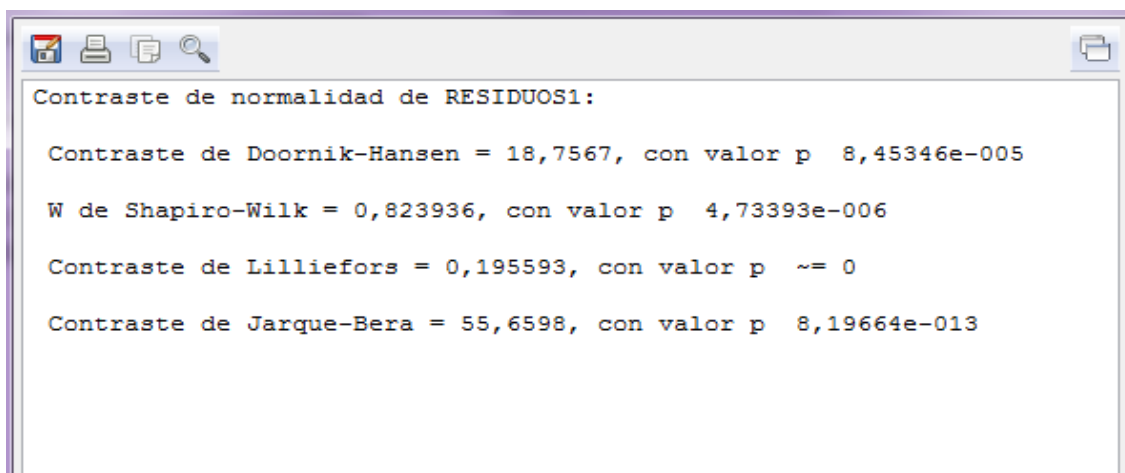 Contraste de normalidad de RESIDUOS1:
Contraste de Doornik-Hansen = 18,7567, con valor p 8,45346e-005
W de Shapiro-Wilk = 0,823936, con valor p 4,73393e-006
Contraste de Lilliefors = 0,195593, con valor p ~= 0
Contraste de Jarque-Bera = 55,6598, con valor p 8,19664e-013